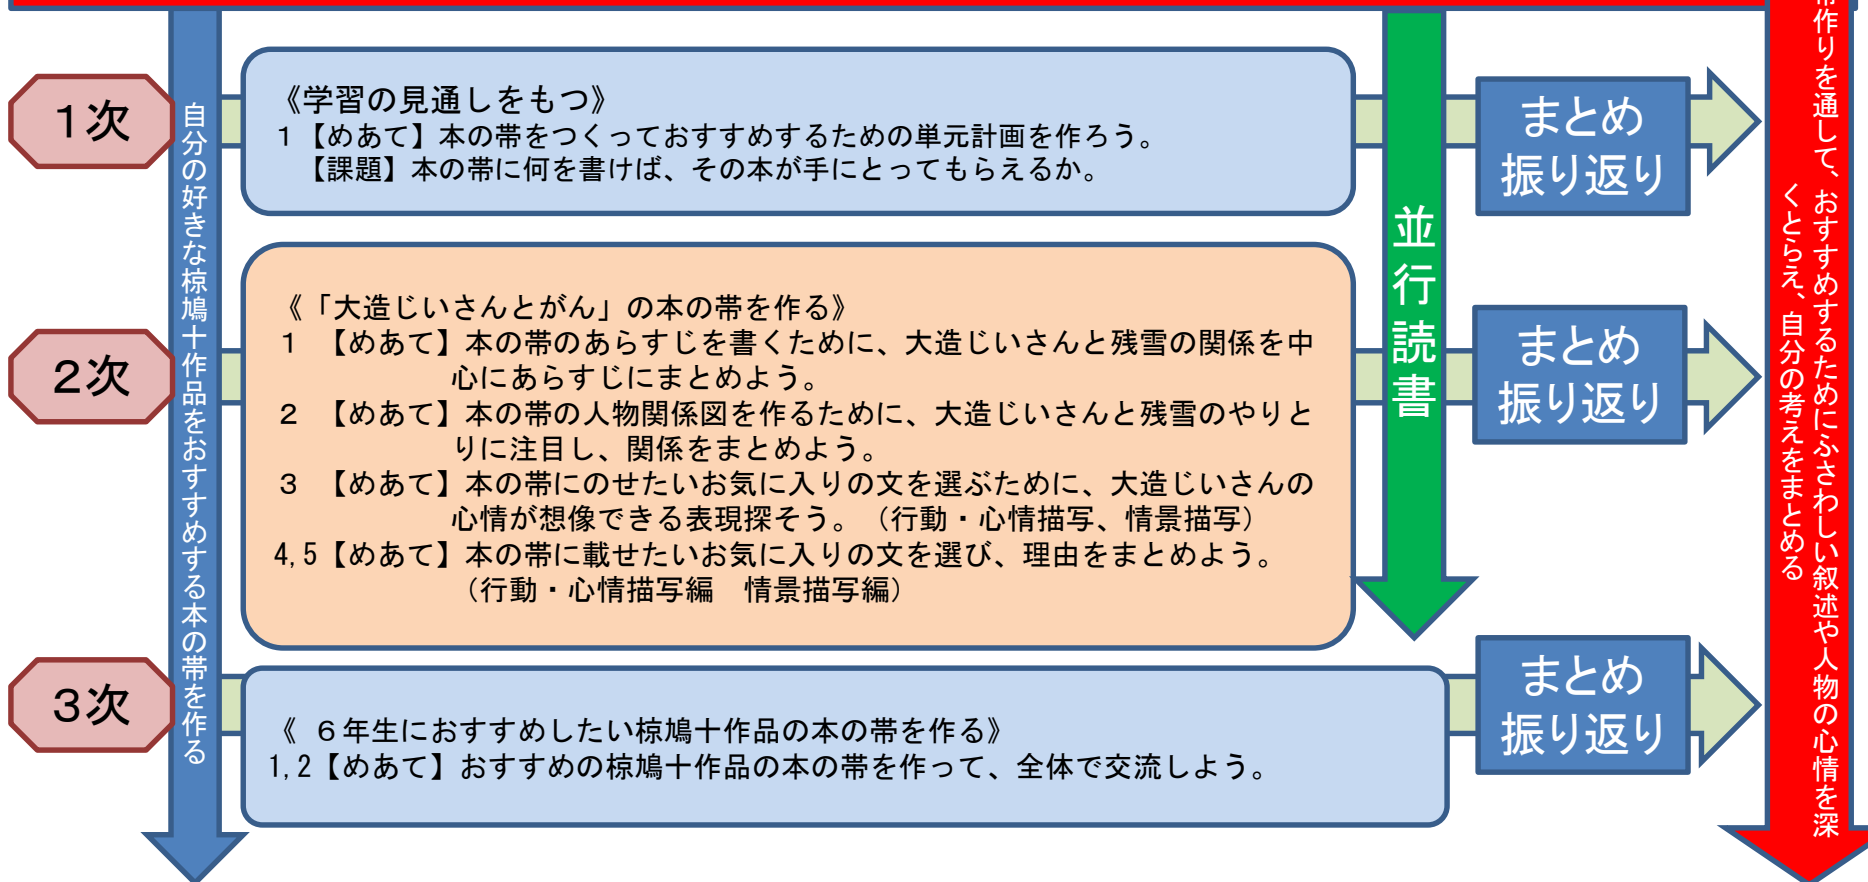 1次
《学習の見通しをもつ》
1【めあて】本の帯をつくっておすすめするための単元計画を作ろう。
【課題】本の帯に何を書けば、その本が手にとってもらえるか。
まとめ
振り返り
2次
《「大造じいさんとがん」の本の帯を作る》
1 【めあて】本の帯のあらすじを書くために、大造じいさんと残雪の関係を中
心にあらすじにまとめよう。
2 【めあて】本の帯の人物関係図を作るために、大造じいさんと残雪のやりと
りに注目し、関係をまとめよう。
3 【めあて】本の帯にのせたいお気に入りの文を選ぶために、大造じいさんの
心情が想像できる表現探そう。（行動・心情描写、情景描写）
4,5【めあて】本の帯に載せたいお気に入りの文を選び、理由をまとめよう。
（行動・心情描写編 情景描写編）
まとめ
振り返り
3次
《 6年生におすすめしたい椋鳩十作品の本の帯を作る》
1,2【めあて】おすすめの椋鳩十作品の本の帯を作って、全体で交流しよう。
まとめ
振り返り
自分の好きな椋鳩十作品をおすすめする本の帯を作る
並行読書
帯作りを通して、おすすめするためにふさわしい叙述や人物の心情を深
くとらえ、自分の考えをまとめる